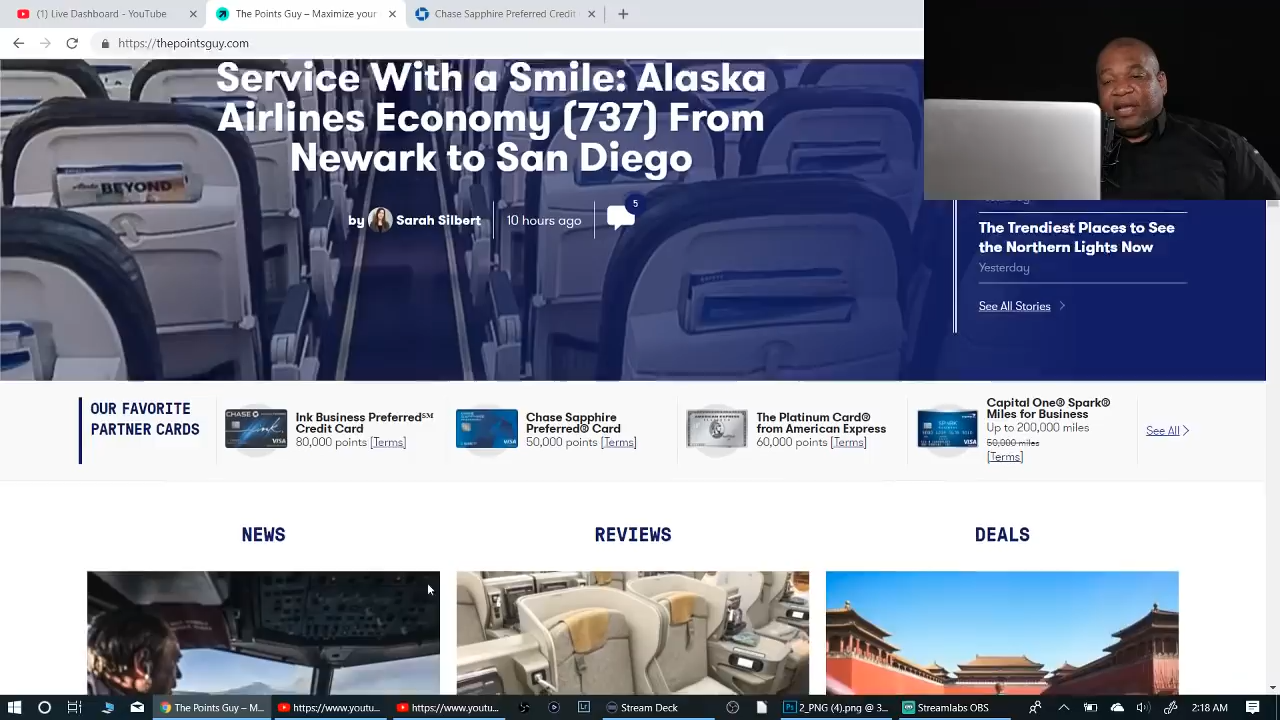 (1) Live Dashboard - YouTube
The Points Guy – Maximize your
Chase Sapphire Preferred Credit
https://thepointsguy.com
Service With a Smile: Alaska
Airlines Economy (737) From
Newark to San Diego
by Sarah Silbert
10 hours ago
5
BEYOND
The Trendiest Places to See
the Northern Lights Now
Yesterday
See All Stories
OUR FAVORITE
PARTNER CARDS
CHASE
VISA
Ink Business Preferred℠
Credit Card
80,000 points [Terms]
VISA
Chase Sapphire
Preferred® Card
50,000 points [Terms]
The Platinum Card®
from American Express
60,000 points [Terms]
SPARK
VISA
Capital One® Spark®
Miles for Business
Up to 200,000 miles
50,000 miles
[Terms]
See All
NEWS
REVIEWS
DEALS
The Points Guy – M...
https://www.youtu...
https://www.youtu...
Stream Deck
2_PNG (4).png @ 3...
Streamlabs OBS
2:18 AM